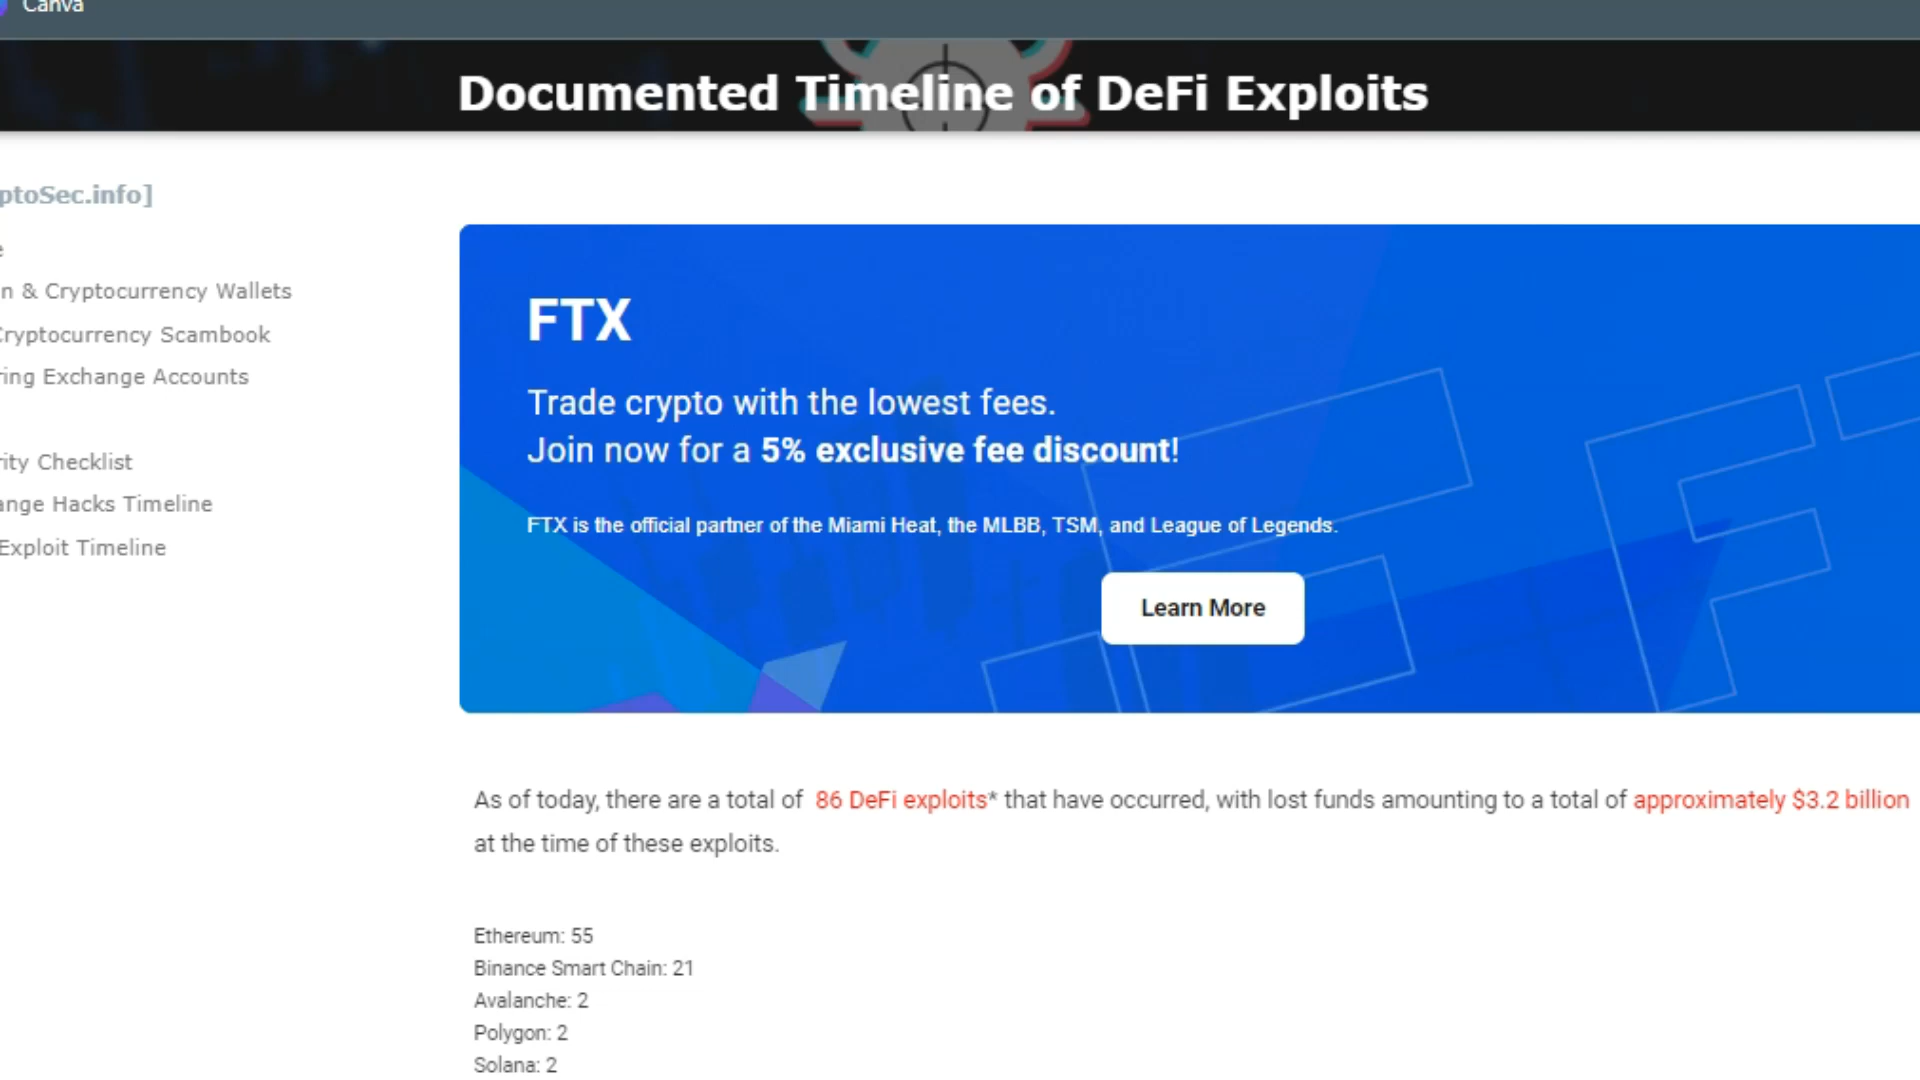 Canva
Documented Timeline of DeFi Exploits
ptoSec.info]
e
n & Cryptocurrency Wallets
Cryptocurrency Scambook
ring Exchange Accounts
rity Checklist
ange Hacks Timeline
Exploit Timeline
FTX
Trade crypto with the lowest fees.
Join now for a 5% exclusive fee discount!
FTX is the official partner of the Miami Heat, the MLBB, TSM, and League of Legends.
Learn More
As of today, there are a total of 86 DeFi exploits* that have occurred, with lost funds amounting to a total of approximately $3.2 billion
at the time of these exploits.
Ethereum: 55
Binance Smart Chain: 21
Avalanche: 2
Polygon: 2
Solana: 2